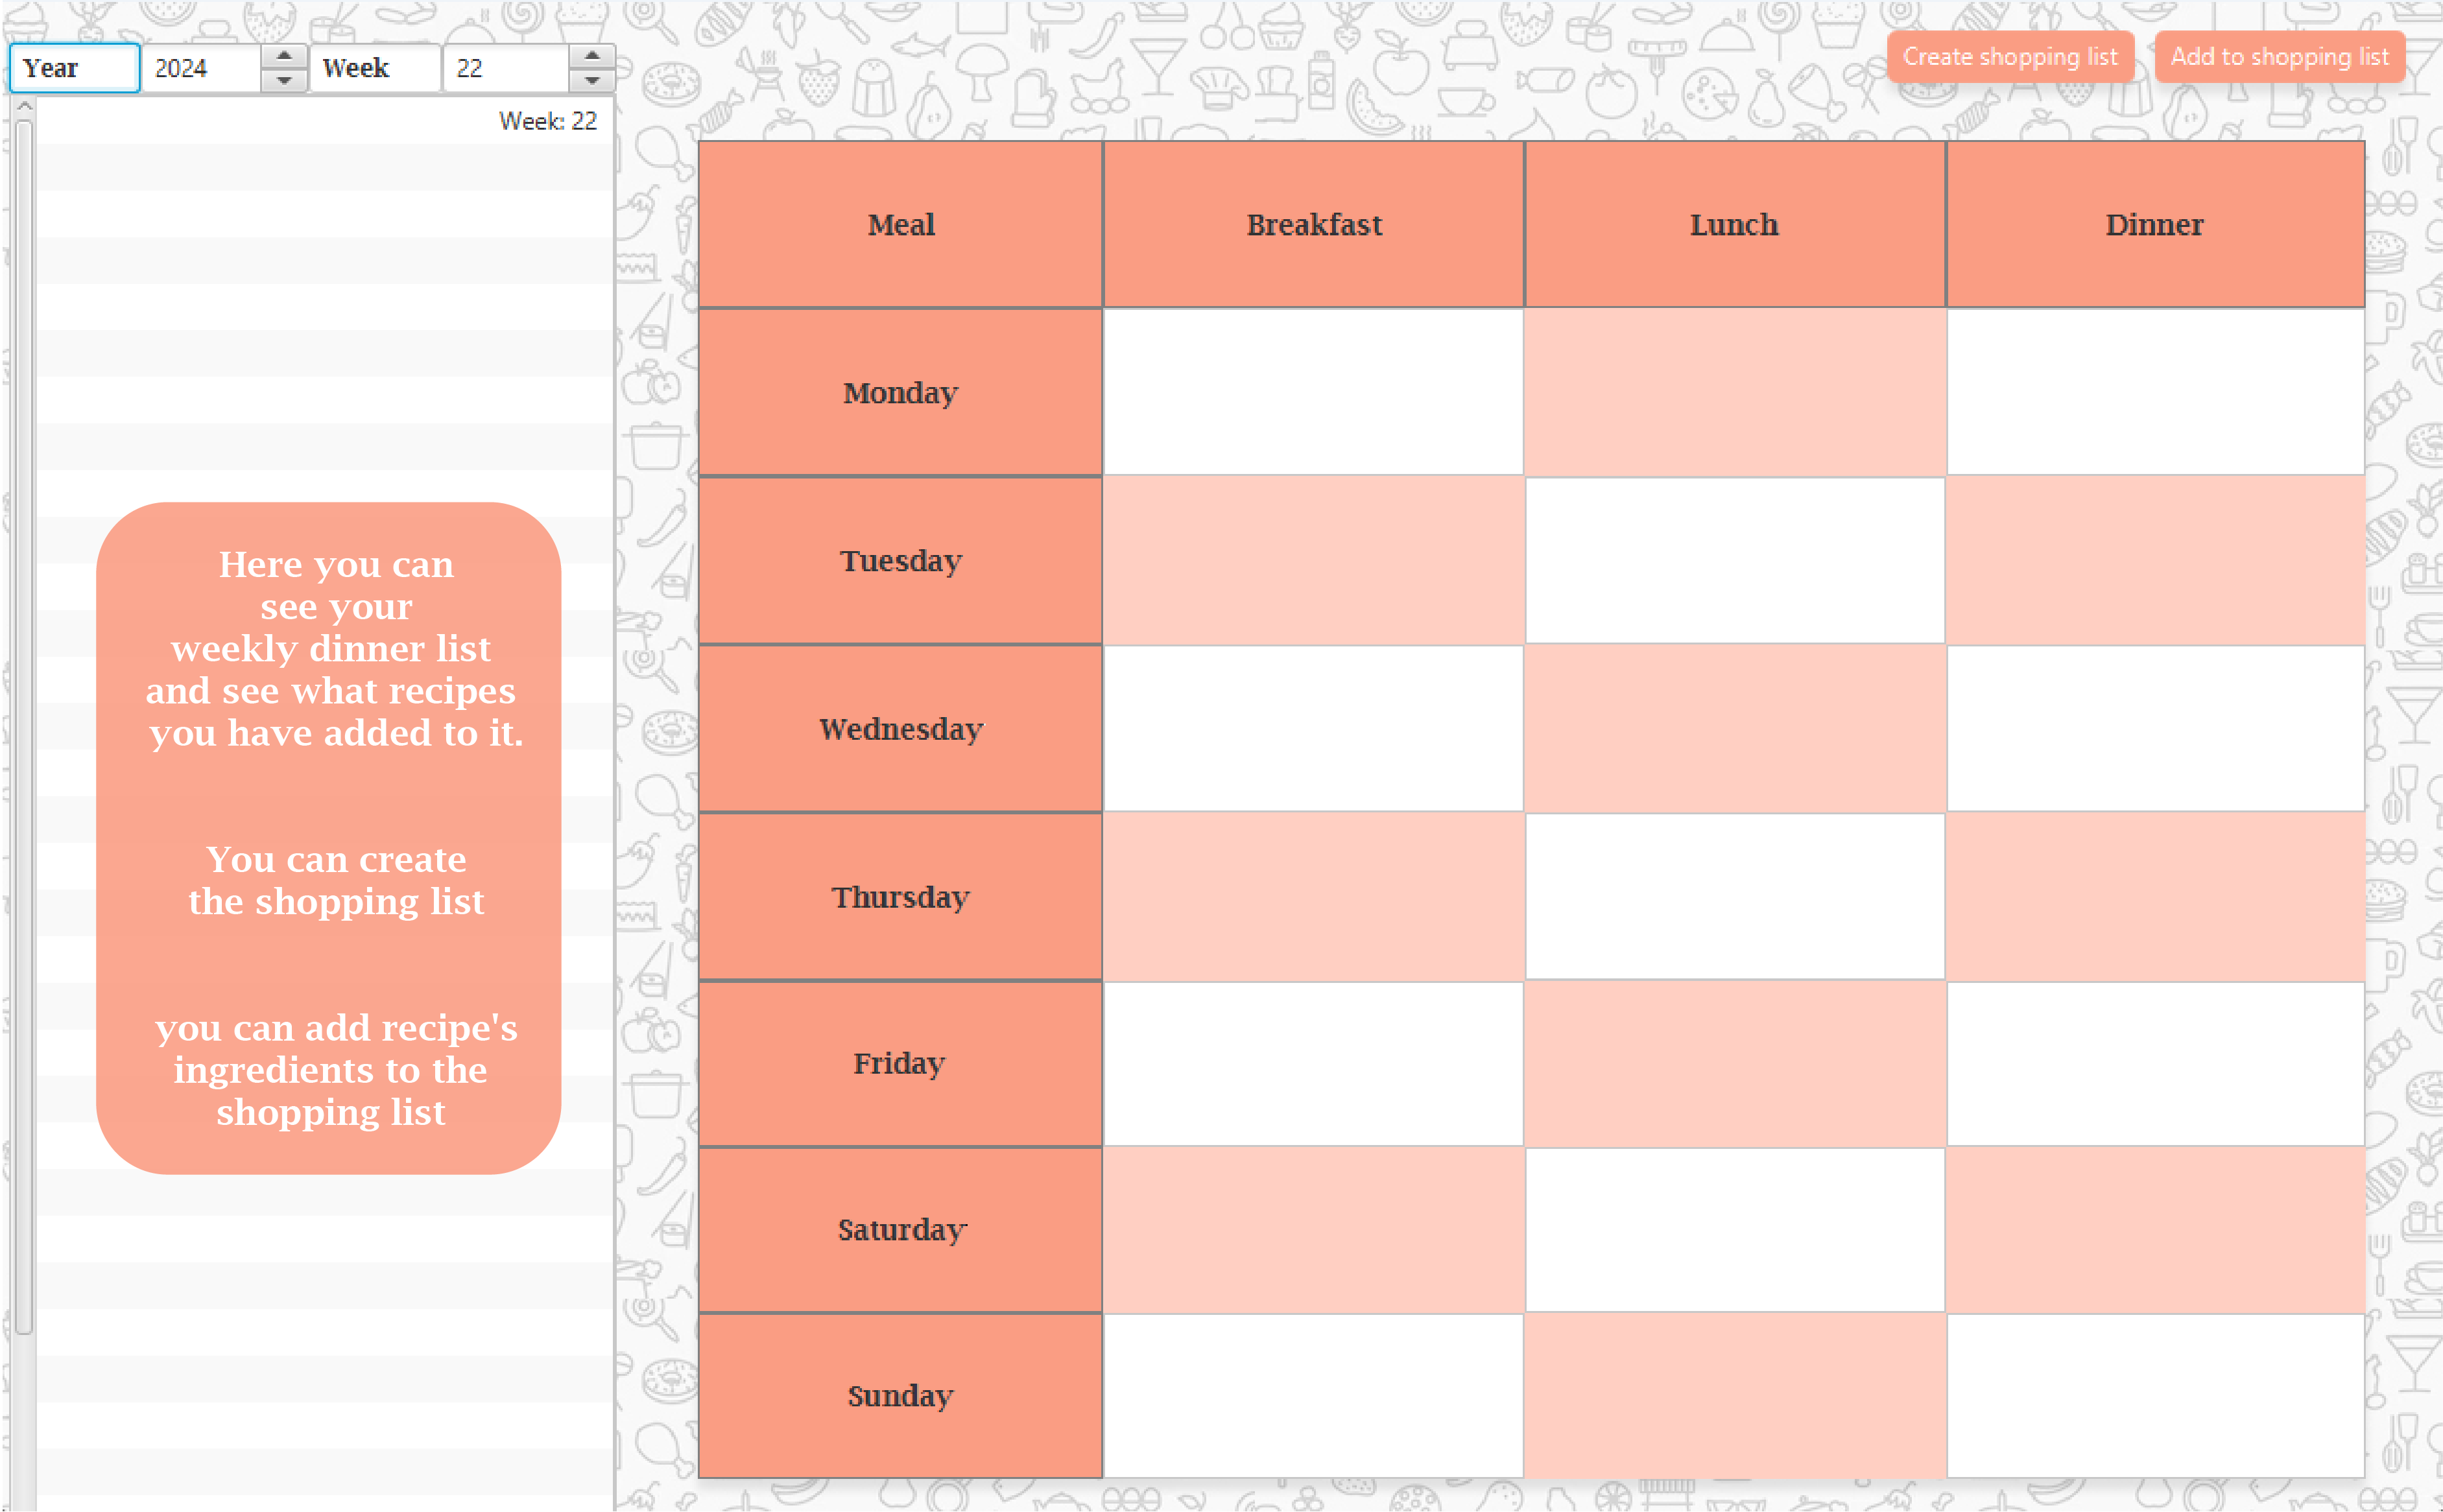 Year 2024 Week 22
Create shopping list Add to shopping list
Week: 22
Here you can
see your
weekly dinner list
and see what recipes
you have added to it.
You can create
the shopping list
you can add recipe's
ingredients to the
shopping list
Meal Breakfast Lunch Dinner
Monday
Tuesday
Wednesday
Thursday
Friday
Saturday
Sunday